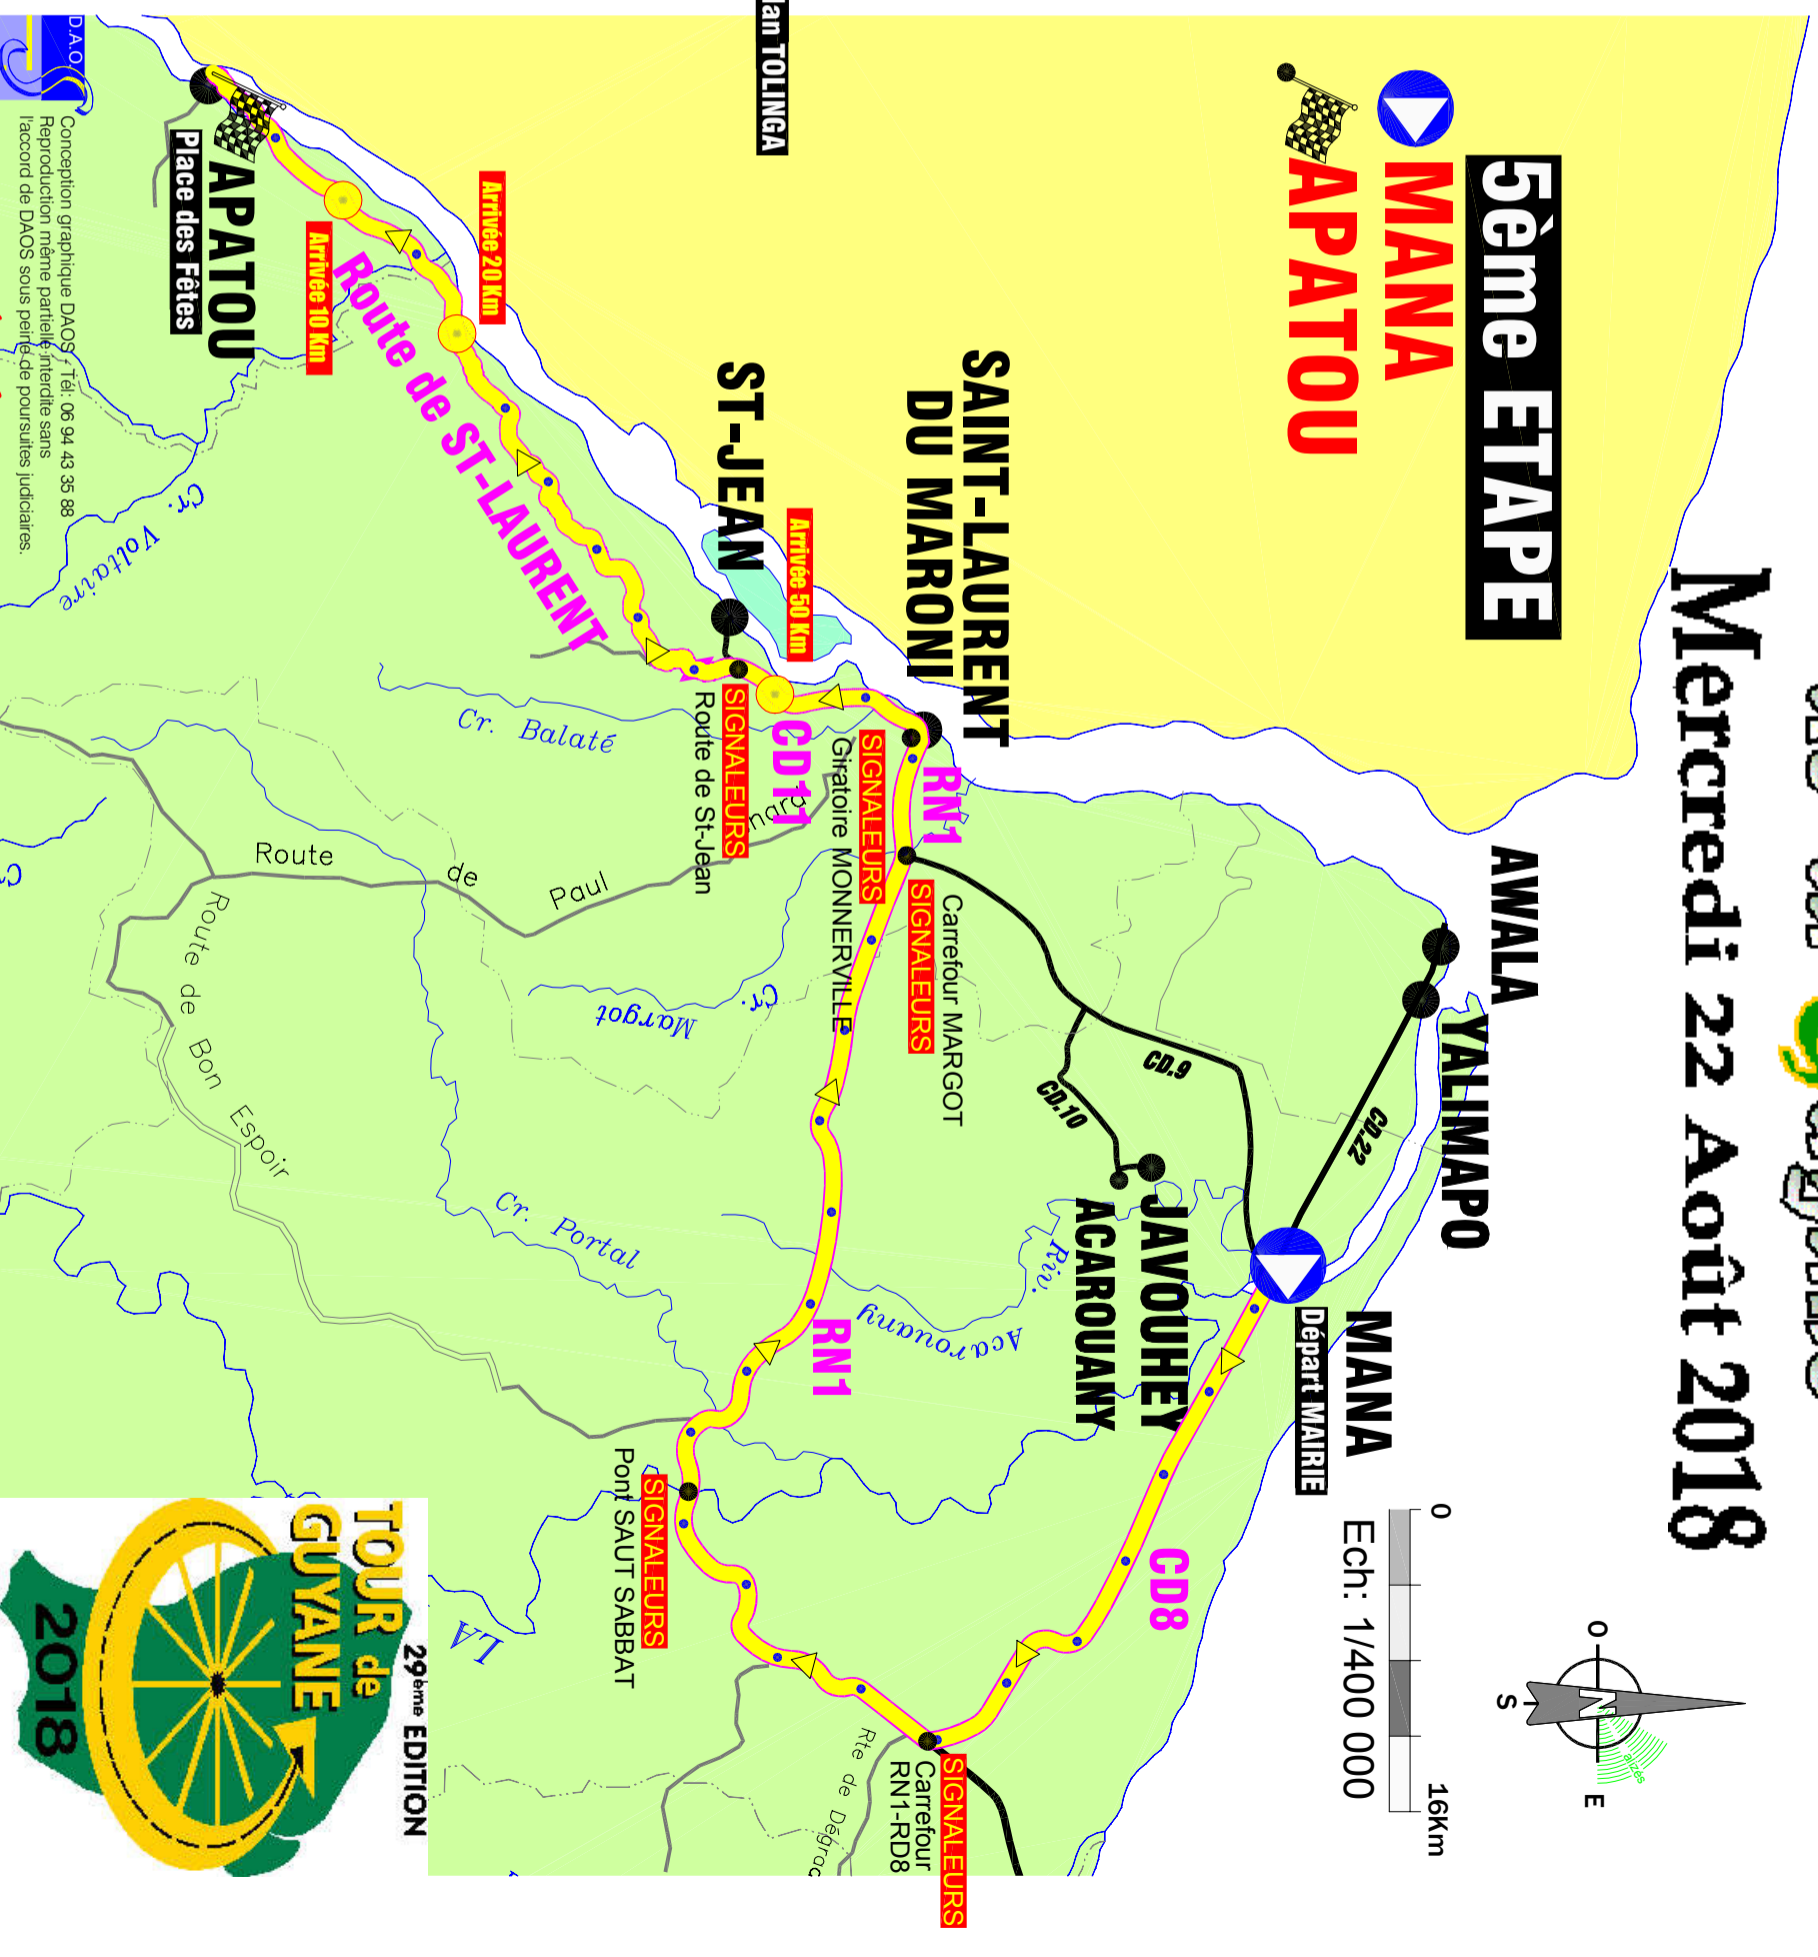 Mercredi 22 Août 2018
5ème ETAPE
MANA
APATOU
O
N
S
E
alizés
0
16Km
Ech: 1/400 000
AWALA
YALIMAPO
CD.22
MANA
Départ MAIRIE
CD.9
CD.10
JAVOUHEY
ACAROUANY
Riv.
Acarouany
CD8
SAINT-LAURENT
DU MARONI
RN1
Carrefour MARGOT
SIGNALEURS
SIGNALEURS
Giratoire MONNERVILLE
Arrivée 50 Km
CD11
ST-JEAN
SIGNALEURS
Route de St-Jean
TOLINGA
SIGNALEURS
Carrefour
RN1-RD8
Rte de
RN1
SIGNALEURS
Pont SAUT SABBAT
Cr.
Margot
Cr. Balaté
Cr. Portal
Route de Paul
Route de Bon Espoir
LA
Arrivée 20 Km
Route de ST-LAURENT
Arrivée 10 Km
APATOU
Place des Fêtes
Cr. Voltaire
D.A.O.
Conception graphique DAOS / Tél: 06 94 43 35 88
Reproduction même partielle interdite sans
l'accord de DAOS sous peine de poursuites judiciaires.
29ème EDITION
TOUR de
GUYANE
2018